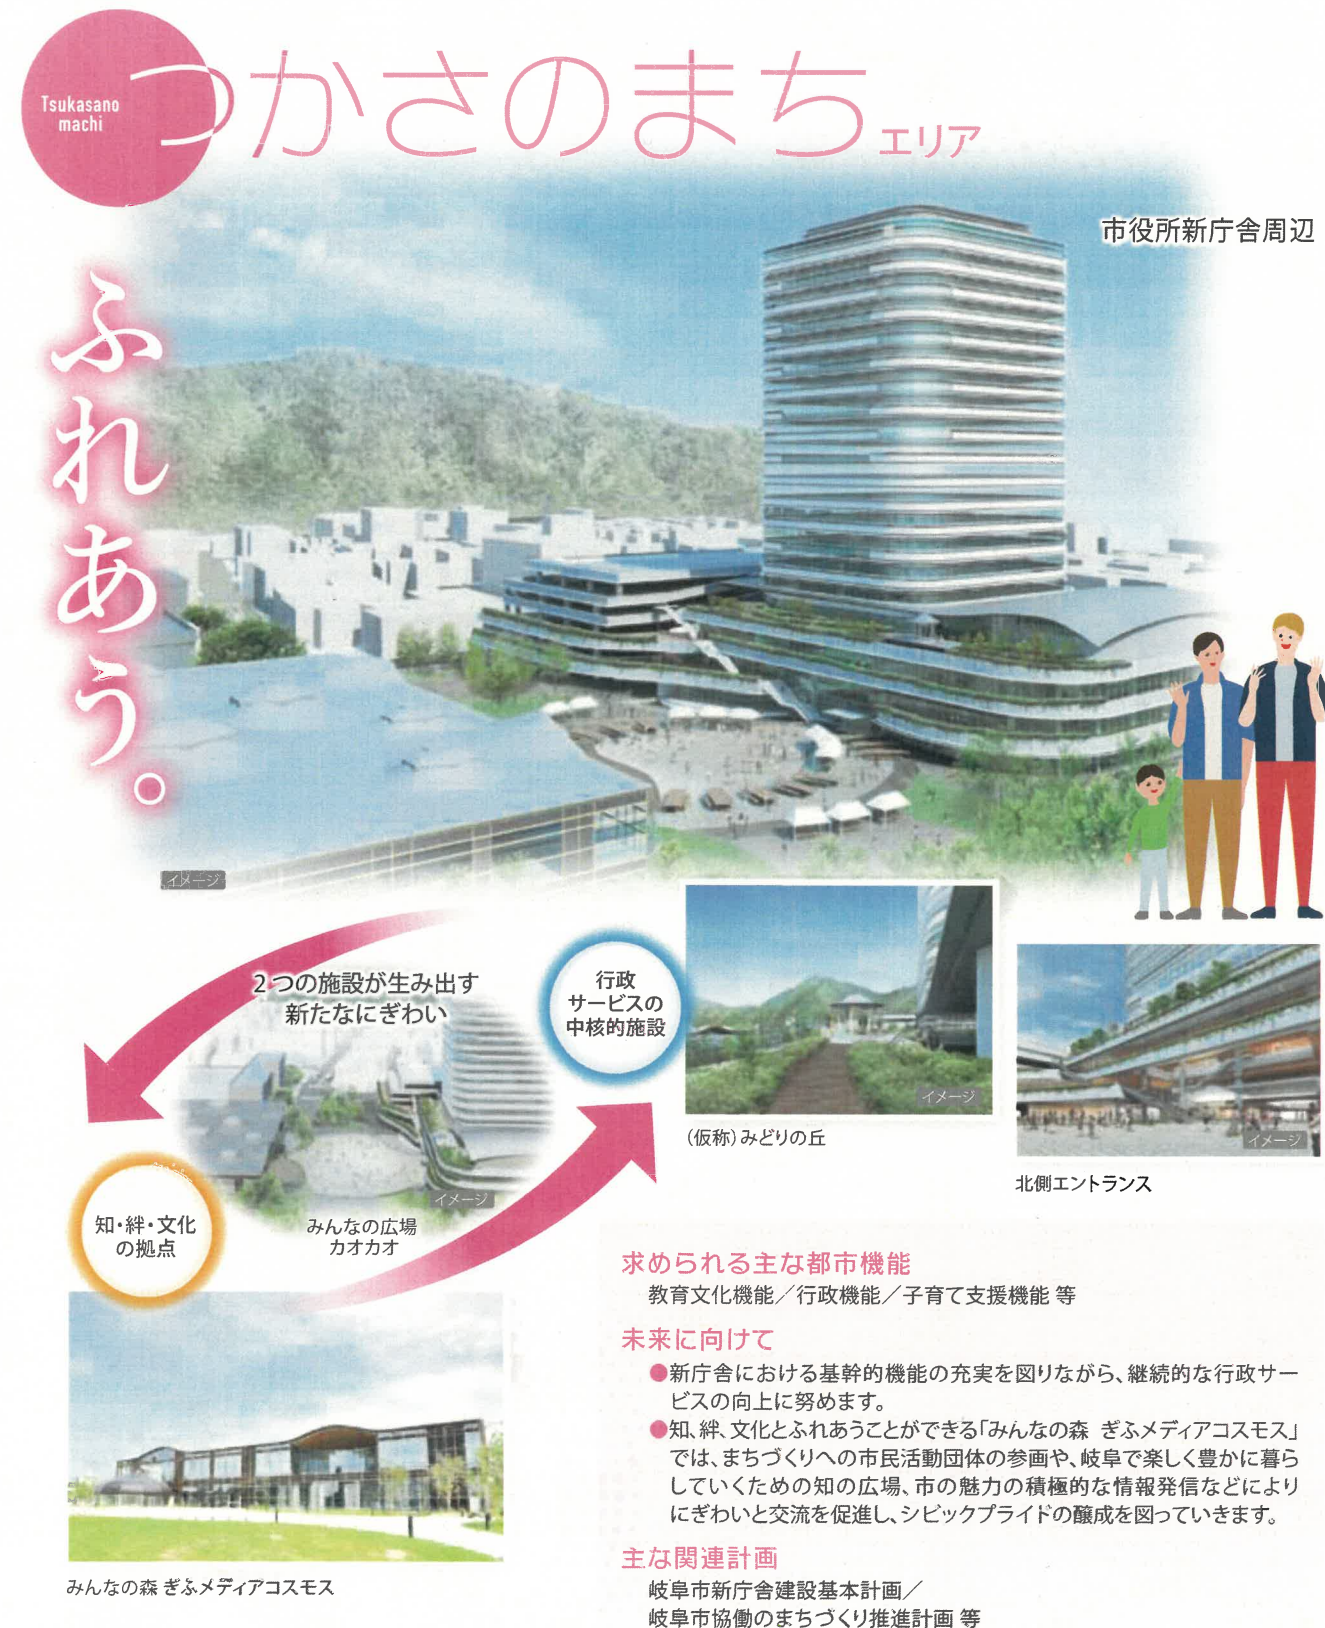 Tsukasano
machi
つかさのまちエリア
市役所新庁舎周辺
ふれあう。
イメージ
2つの施設が生み出す
新たなにぎわい
行政
サービスの
中核的施設
イメージ
(仮称)みどりの丘
イメージ
北側エントランス
イメージ
みんなの広場
カオカオ
知・絆・文化
の拠点
みんなの森 ぎふメディアコスモス
求められる主な都市機能
教育文化機能／行政機能／子育て支援機能 等
未来に向けて
●新庁舎における基幹的機能の充実を図りながら、継続的な行政サー
ビスの向上に努めます。
●知、絆、文化とふれあうことができる「みんなの森 ぎふメディアコスモス」
では、まちづくりへの市民活動団体の参画や、岐阜で楽しく豊かに暮ら
していくための知の広場、市の魅力の積極的な情報発信などにより
にぎわいと交流を促進し、シビックプライドの醸成を図っていきます。
主な関連計画
岐阜市新庁舎建設基本計画／
岐阜市協働のまちづくり推進計画 等